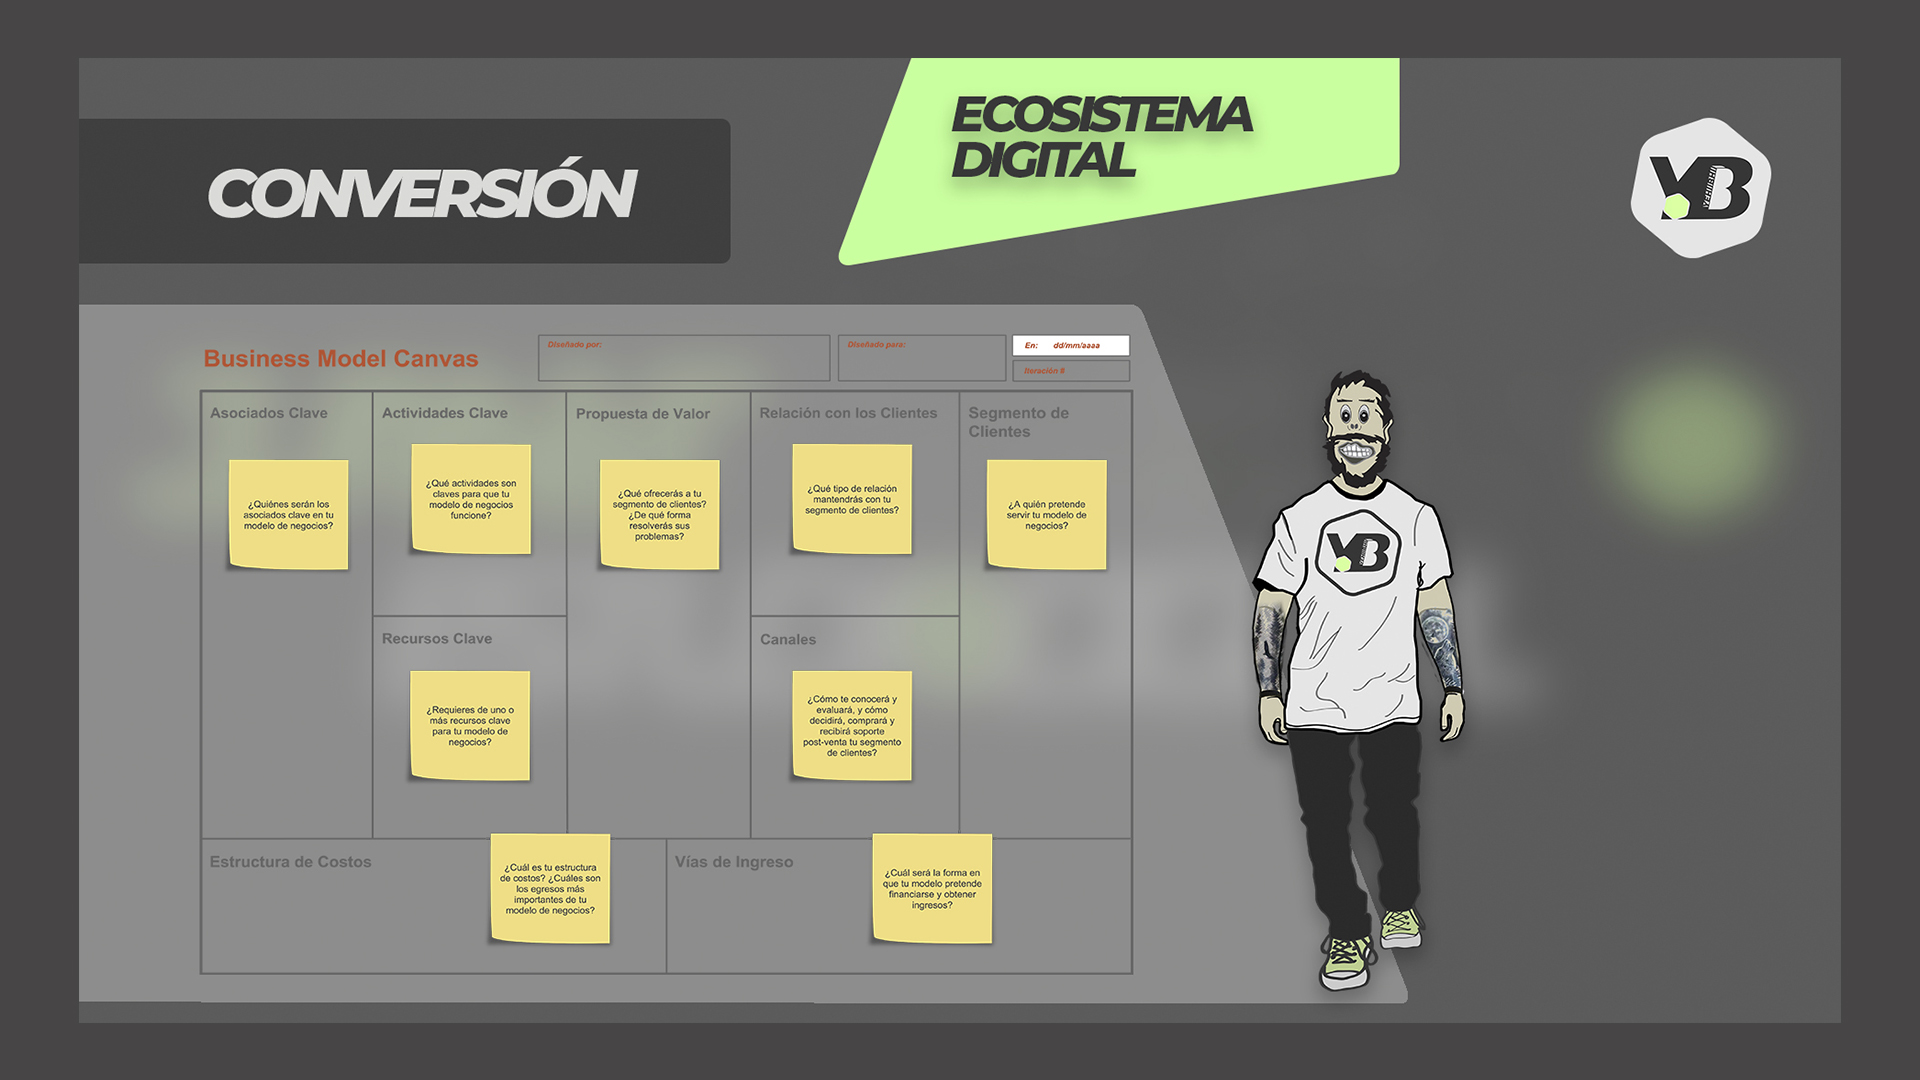 CONVERSIÓN
ECOSISTEMA
DIGITAL
YB
Business Model Canvas
Diseñado por:
Diseñado para:
En: dd/mm/aaaa
Iteración #
Asociados Clave
¿Quiénes serán los
asociados clave en tu
modelo de negocios?
Actividades Clave
¿Qué actividades son
claves para que tu
modelo de negocios
funcione?
Recursos Clave
¿Requieres de uno o
más recursos clave
para tu modelo de
negocios?
Propuesta de Valor
¿Qué ofrecerás a tu
segmento de clientes?
¿De qué forma
resolverás sus
problemas?
Relación con los Clientes
¿Qué tipo de relación
mantendrás con tu
segmento de clientes?
Canales
¿Cómo te conocerá y
evaluará, y cómo
decidirá, comprará y
recibirá soporte
post-venta tu segmento
de clientes?
Segmento de
Clientes
¿A quién pretende
servir tu modelo de
negocios?
Estructura de Costos
¿Cuál es tu estructura
de costos? ¿Cuáles son
los egresos más
importantes de tu
modelo de negocios?
Vías de Ingreso
¿Cuál será la forma en
que tu modelo pretende
financiarse y obtener
ingresos?
YB